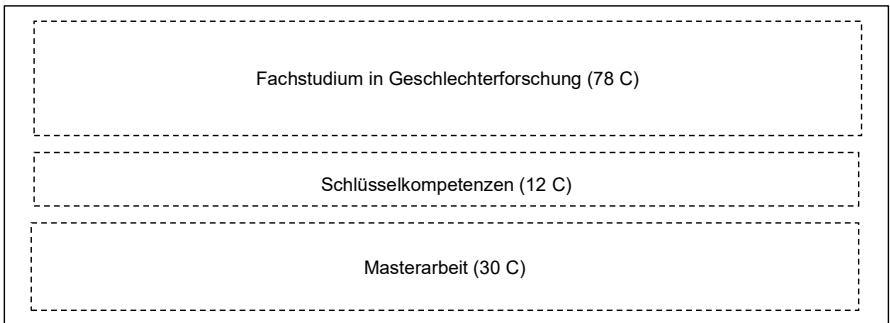 Fachstudium in Geschlechterforschung (78 C)
Schlüsselkompetenzen (12 C)
Masterarbeit (30 C)